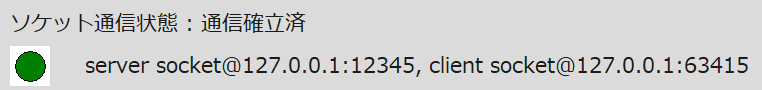 ソケット通信状態：通信確立済
server socket@127.0.0.1:12345, client socket@127.0.0.1:63415